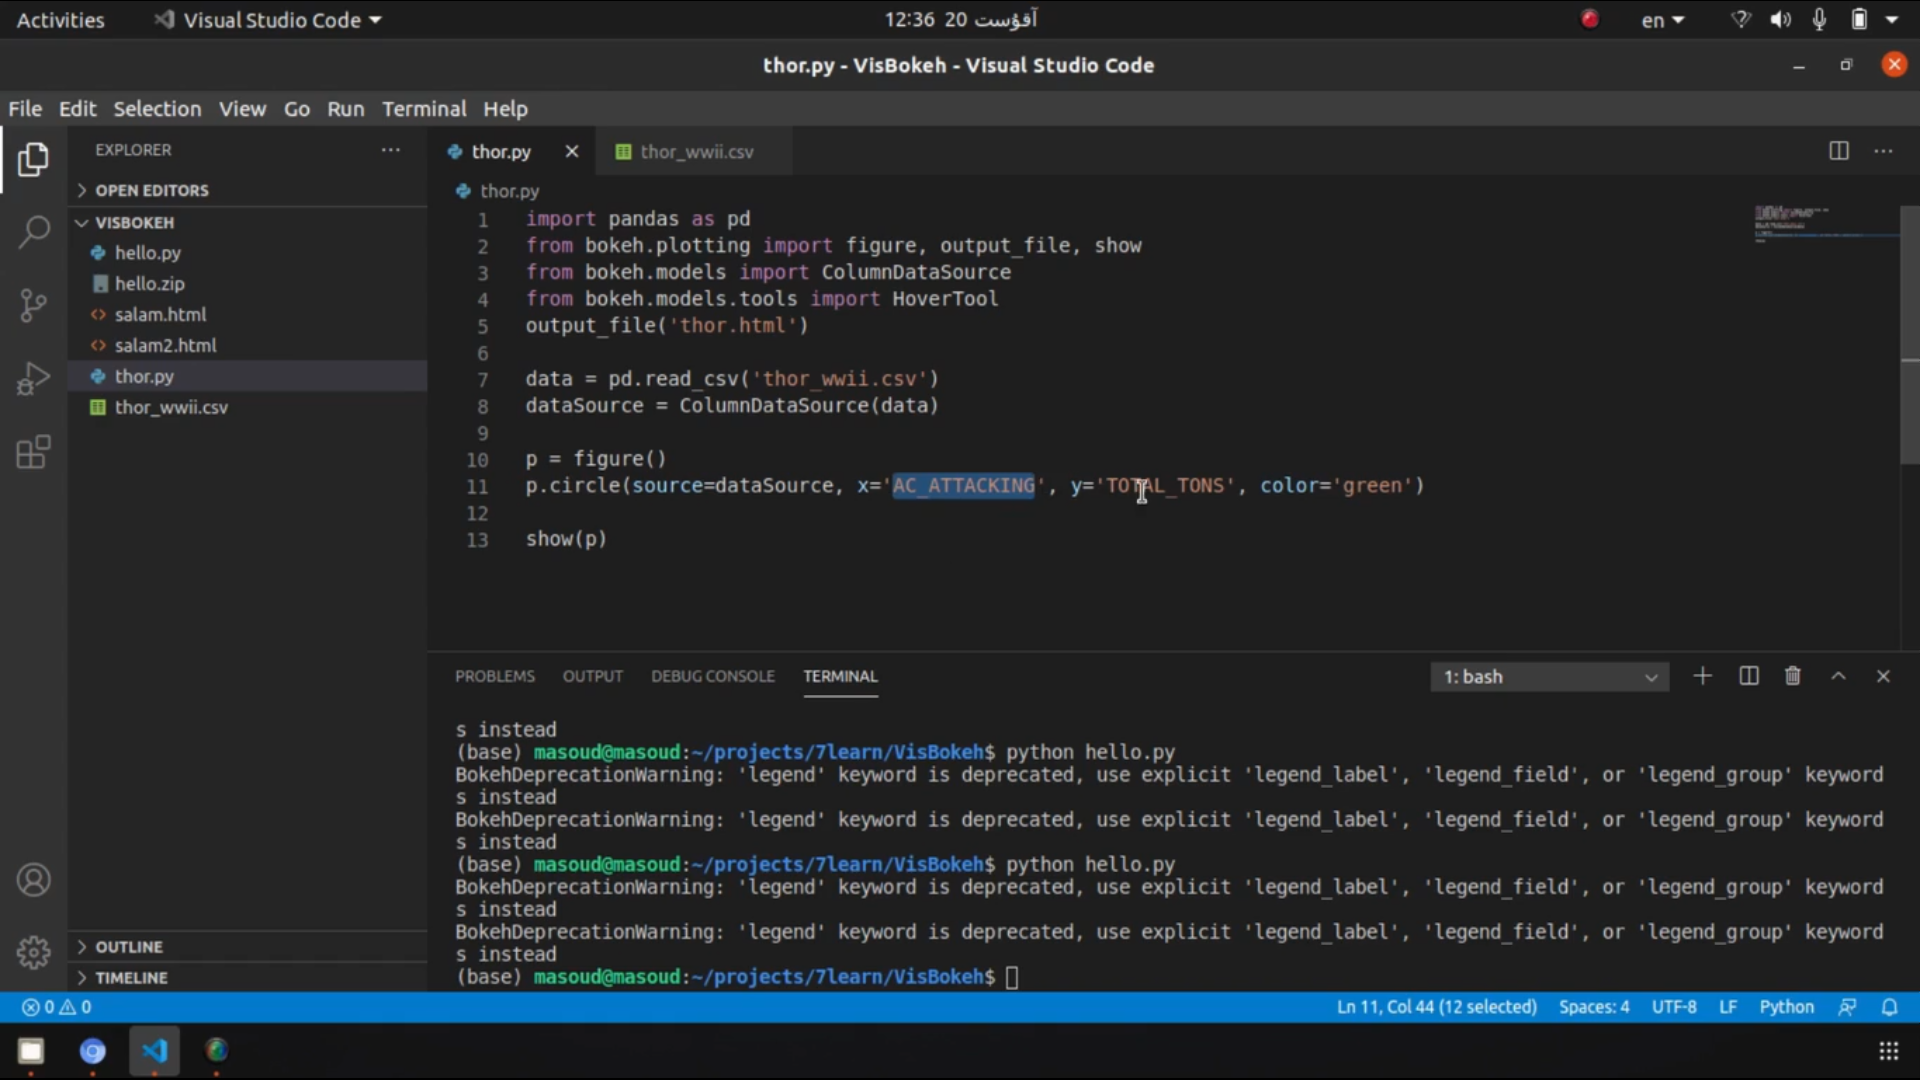 Activities
Visual Studio Code
آگؤست 20 12:36
en
thor.py - VisBokeh - Visual Studio Code
File Edit Selection View Go Run Terminal Help
EXPLORER
OPEN EDITORS
VISBOKEH
hello.py
hello.zip
salam.html
salam2.html
thor.py
thor_wwii.csv
OUTLINE
TIMELINE
thor.py
thor_wwii.csv
thor.py
1 import pandas as pd
2 from bokeh.plotting import figure, output_file, show
3 from bokeh.models import ColumnDataSource
4 from bokeh.models.tools import HoverTool
5 output_file('thor.html')
6
7 data = pd.read_csv('thor_wwii.csv')
8 dataSource = ColumnDataSource(data)
9
10 p = figure()
11 p.circle(source=dataSource, x='AC_ATTACKING', y='TOTAL_TONS', color='green')
12
13 show(p)
PROBLEMS OUTPUT DEBUG CONSOLE TERMINAL
1: bash
s instead
(base) masoud@masoud:~/projects/7learn/VisBokeh$ python hello.py
BokehDeprecationWarning: 'legend' keyword is deprecated, use explicit 'legend_label', 'legend_field', or 'legend_group' keyword
s instead
BokehDeprecationWarning: 'legend' keyword is deprecated, use explicit 'legend_label', 'legend_field', or 'legend_group' keyword
s instead
(base) masoud@masoud:~/projects/7learn/VisBokeh$ python hello.py
BokehDeprecationWarning: 'legend' keyword is deprecated, use explicit 'legend_label', 'legend_field', or 'legend_group' keyword
s instead
BokehDeprecationWarning: 'legend' keyword is deprecated, use explicit 'legend_label', 'legend_field', or 'legend_group' keyword
s instead
(base) masoud@masoud:~/projects/7learn/VisBokeh$
0 0
Ln 11, Col 44 (12 selected) Spaces: 4 UTF-8 LF Python